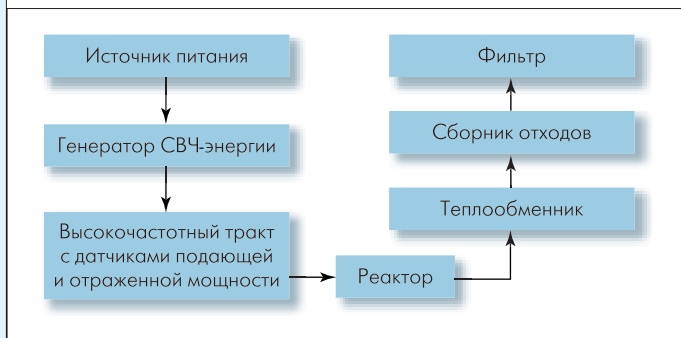 Источник питания
Генератор СВЧ-энергии
Высокочастотный тракт
с датчиками подающей
и отраженной мощности
Реактор
Теплообменник
Сборник отходов
Фильтр